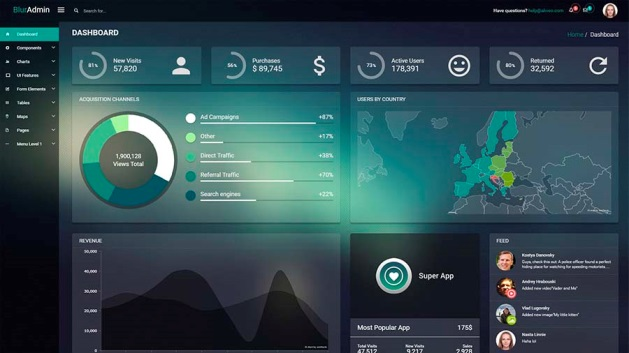 BlurAdmin
Search for...
Have questions?
Dashboard
Components
Charts
UI Features
Form Elements
Tables
Maps
Pages
Menu Level 1
DASHBOARD
Home / Dashboard
81%
New Visits
57,820
56%
Purchases
$ 89,745
73%
Active Users
178,391
80%
Returned
32,592
ACQUISITION CHANNELS
1,900,128
Views Total
Ad Campaigns
+87%
Other
+17%
Direct Traffic
+38%
Referral Traffic
+70%
Search engines
+22%
USERS BY COUNTRY
REVENUE
50,000
40,000
30,000
20,000
10,000
Super App
Most Popular App
175$
Total Visits
47,512
New Visits
9,217
Sales
2,928
FEED
Kostya Danovsky
Guys, check this out: A police officer found a perfect
hiding place for watching for speeding motorists...
Andrey Hrabouski
Added new video "Vader and Me"
Vlad Lugovsky
Added new image "My little kitten"
Nasta Linnie
Haha lol